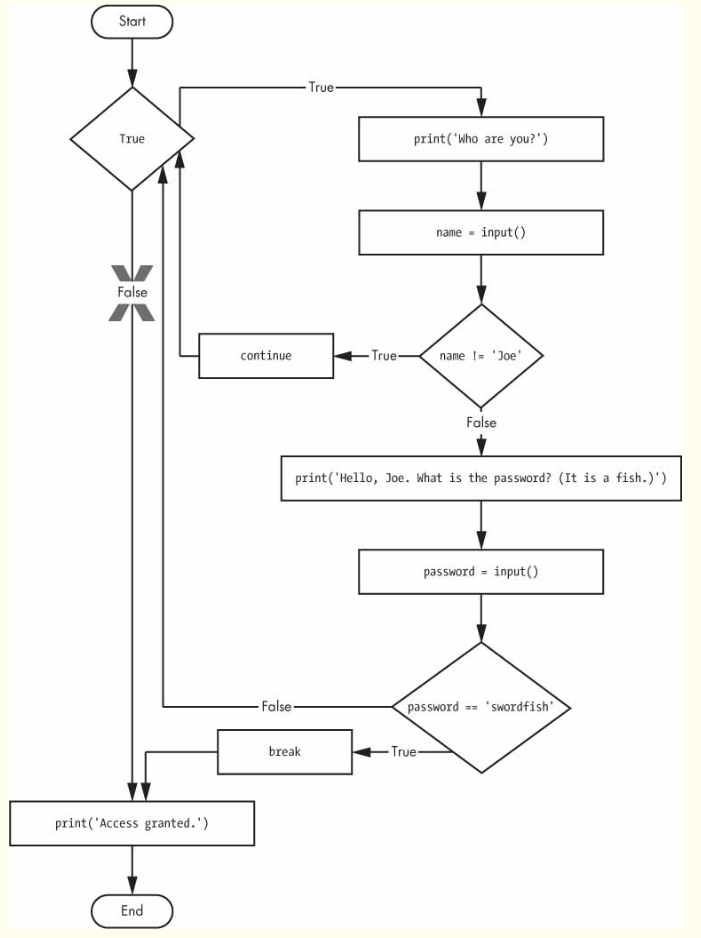 Start
True
True
print('Who are you?')
name = input()
name != 'Joe'
True
continue
False
False
print('Hello, Joe. What is the password? (It is a fish.)')
password = input()
password == 'swordfish'
False
True
break
print('Access granted.')
End